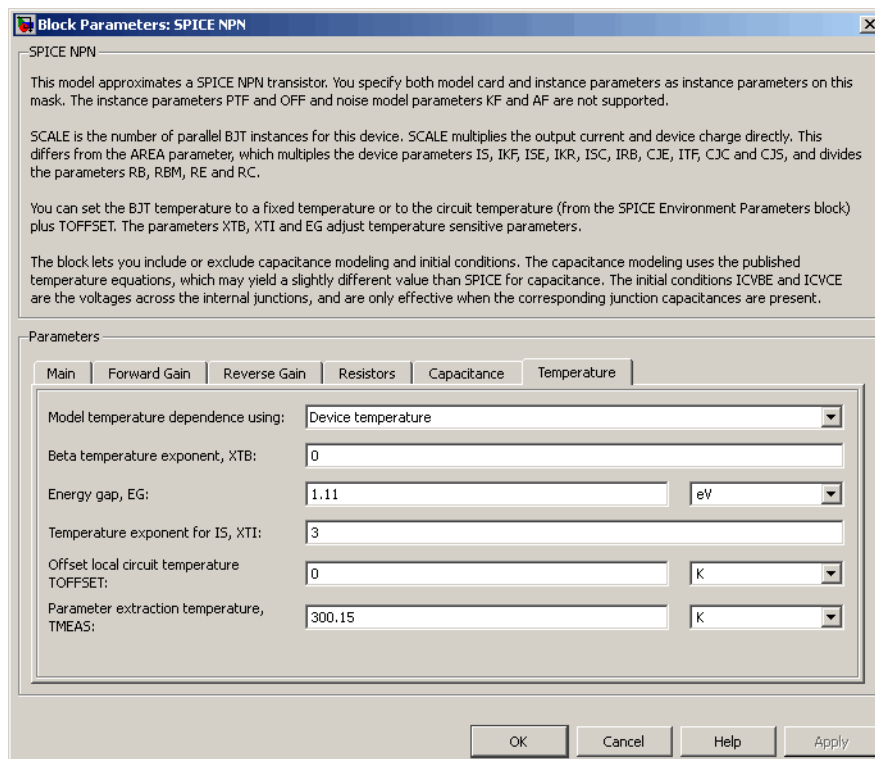 Block Parameters: SPICE NPN
SPICE NPN
This model approximates a SPICE NPN transistor. You specify both model card and instance parameters as instance parameters on this
mask. The instance parameters PTF and OFF and noise model parameters KF and AF are not supported.
SCALE is the number of parallel BJT instances for this device. SCALE multiplies the output current and device charge directly. This
differs from the AREA parameter, which multiples the device parameters IS, IKF, ISE, IKR, ISC, IRB, CJE, ITF, CJC and CJS, and divides
the parameters RB, RBM, RE and RC.
You can set the BJT temperature to a fixed temperature or to the circuit temperature (from the SPICE Environment Parameters block)
plus TOFFSET. The parameters XTB, XTI and EG adjust temperature sensitive parameters.
The block lets you include or exclude capacitance modeling and initial conditions. The capacitance modeling uses the published
temperature equations, which may yield a slightly different value than SPICE for capacitance. The initial conditions ICVBE and ICVCE
are the voltages across the internal junctions, and are only effective when the corresponding junction capacitances are present.
Parameters
Main Forward Gain Reverse Gain Resistors Capacitance Temperature
Model temperature dependence using: Device temperature
Beta temperature exponent, XTB: 0
Energy gap, EG: 1.11 eV
Temperature exponent for IS, XTI: 3
Offset local circuit temperature
TOFFSET: 0 K
Parameter extraction temperature,
TMEAS: 300.15 K
OK Cancel Help Apply